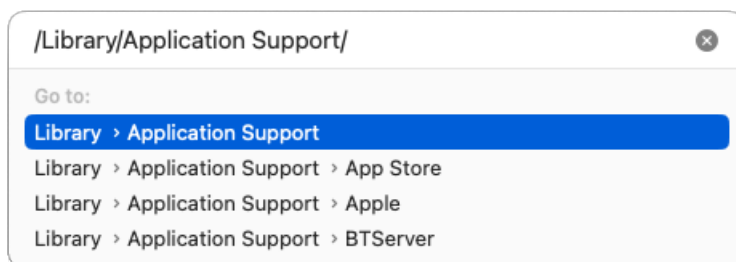 /Library/Application Support/
Go to:
Library › Application Support
Library › Application Support › App Store
Library › Application Support › Apple
Library › Application Support › BTServer